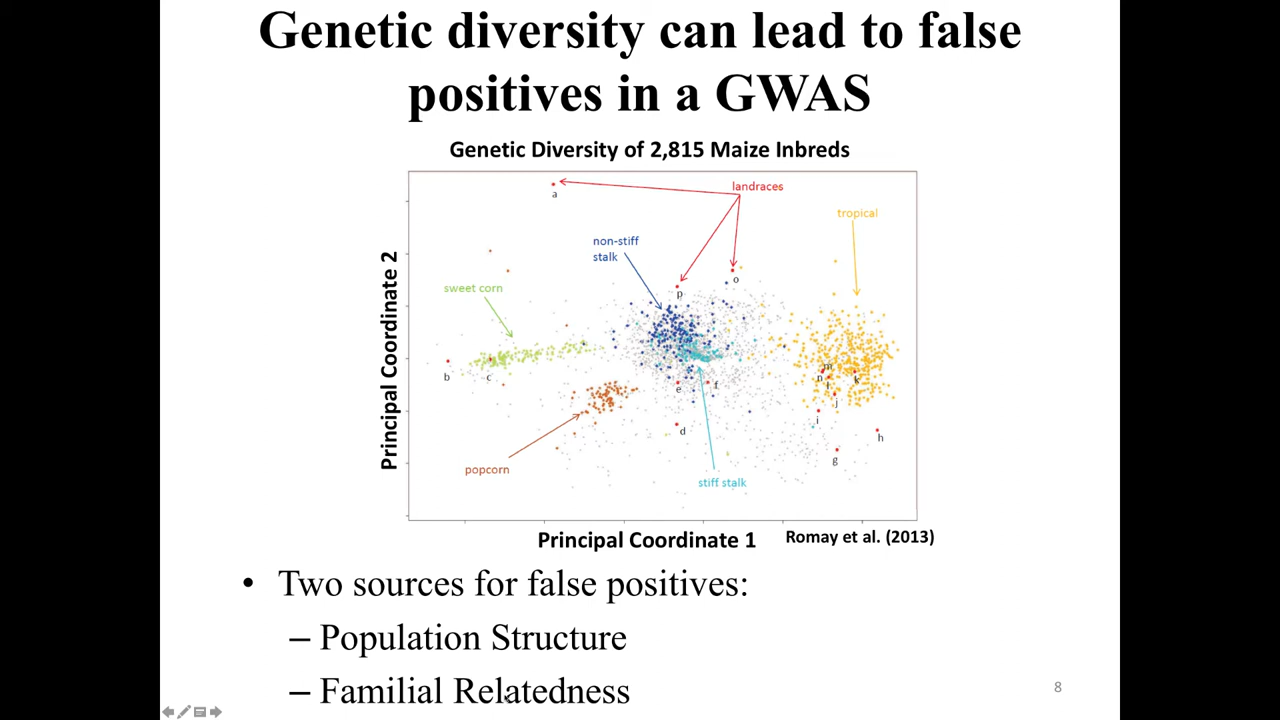 Genetic diversity can lead to false
positives in a GWAS
Genetic Diversity of 2,815 Maize Inbreds
landraces
a
tropical
non-stiff
stalk
o
p
sweet corn
Principal Coordinate 2
b
c
m
n
k
l
e
f
j
i
d
h
g
popcorn
stiff stalk
Principal Coordinate 1
Romay et al. (2013)
• Two sources for false positives:
– Population Structure
– Familial Relatedness
8